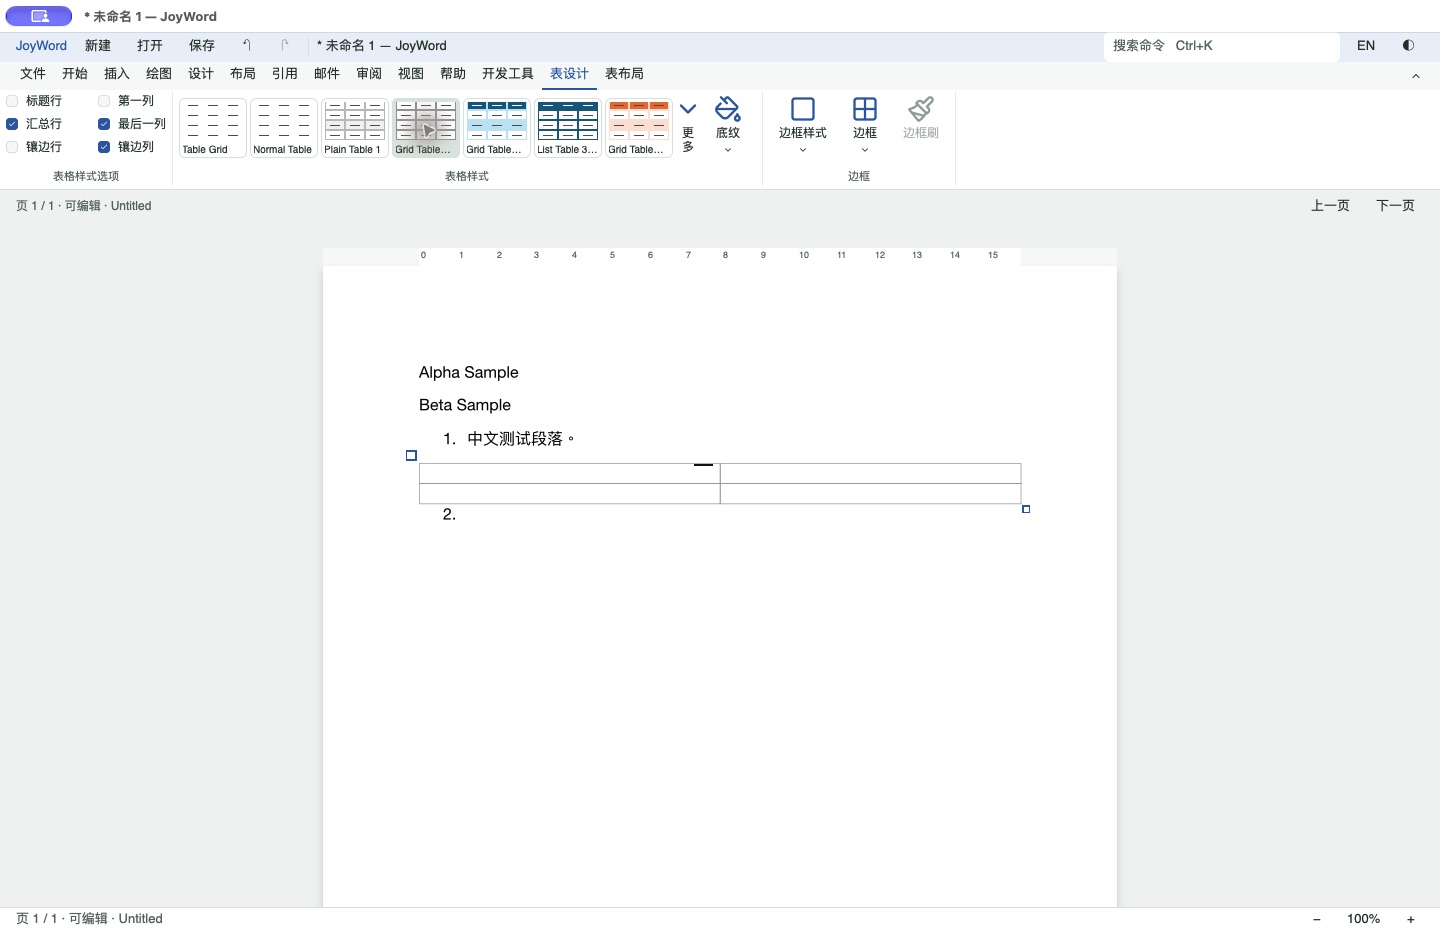 * 未命名 1 — JoyWord
JoyWord 新建 打开 保存 * 未命名 1 — JoyWord 搜索命令 Ctrl+K EN
文件 开始 插入 绘图 设计 布局 引用 邮件 审阅 视图 帮助 开发工具 表设计 表布局
标题行 第一列
汇总行 最后一列
镶边行 镶边列
表格样式选项
Table Grid Normal Table Plain Table 1 Grid Table... Grid Table... List Table 3... Grid Table...
更多
表格样式
底纹
边框样式 边框 边框刷
边框
页 1 / 1 · 可编辑 · Untitled 上一页 下一页
0 1 2 3 4 5 6 7 8 9 10 11 12 13 14 15
Alpha Sample
Beta Sample
1. 中文测试段落。
2.
页 1 / 1 · 可编辑 · Untitled − 100% +